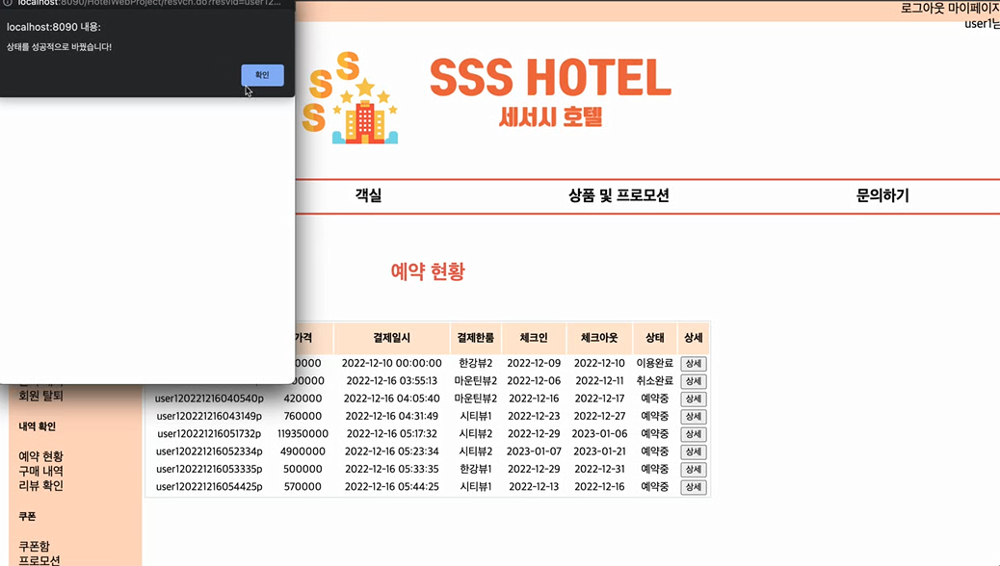 localhost:8090/HotelWebProject/resvch.do?resvid=user12...
localhost:8090 내용:
상태를 성공적으로 바꿨습니다!
확인
로그아웃 마이페이지
user1님
S
S
S
SSS HOTEL
세서시 호텔
객실 상품 및 프로모션 문의하기
예약 현황
가격 결제일시 결제한룸 체크인 체크아웃 상태 상세
2022-12-10 00:00:00 한강뷰2 2022-12-09 2022-12-10 이용완료 상세
2022-12-16 03:55:13 마운틴뷰2 2022-12-06 2022-12-11 취소완료 상세
user120221216040540p 420000 2022-12-16 04:05:40 마운틴뷰2 2022-12-16 2022-12-17 예약중 상세
user120221216043149p 760000 2022-12-16 04:31:49 시티뷰1 2022-12-23 2022-12-27 예약중 상세
user120221216051732p 119350000 2022-12-16 05:17:32 시티뷰2 2022-12-29 2023-01-06 예약중 상세
user120221216052334p 4900000 2022-12-16 05:23:34 시티뷰2 2023-01-07 2023-01-21 예약중 상세
user120221216053335p 500000 2022-12-16 05:33:35 한강뷰1 2022-12-29 2022-12-31 예약중 상세
user120221216054425p 570000 2022-12-16 05:44:25 시티뷰1 2022-12-13 2022-12-16 예약중 상세
회원 탈퇴
내역 확인
예약 현황
구매 내역
리뷰 확인
쿠폰
쿠폰함
프로모션